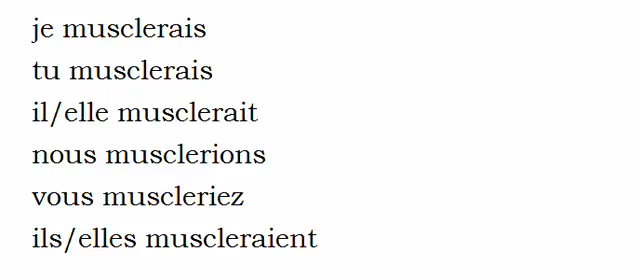 je musclerais
tu musclerais
il/elle musclerait
nous musclerions
vous muscleriez
ils/elles muscleraient